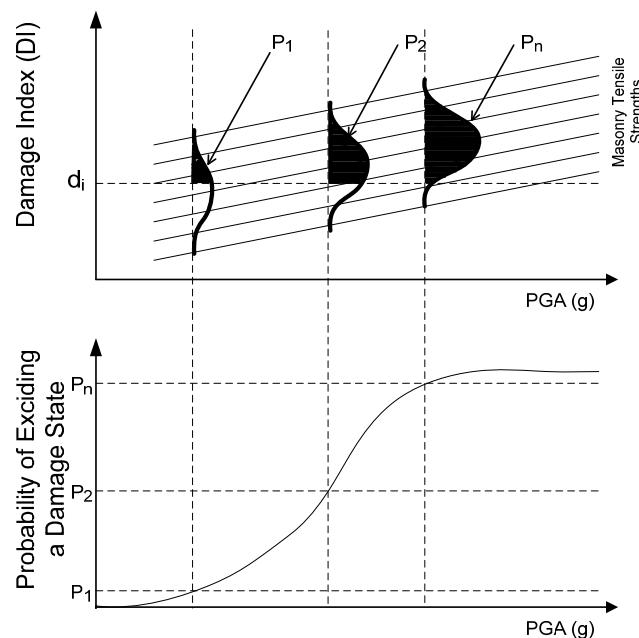 Damage Index (DI)
P1
P2
Pn
Masonry Tensile
Strengths
di
PGA (g)
Probability of Exciding
a Damage State
Pn
P2
P1
PGA (g)